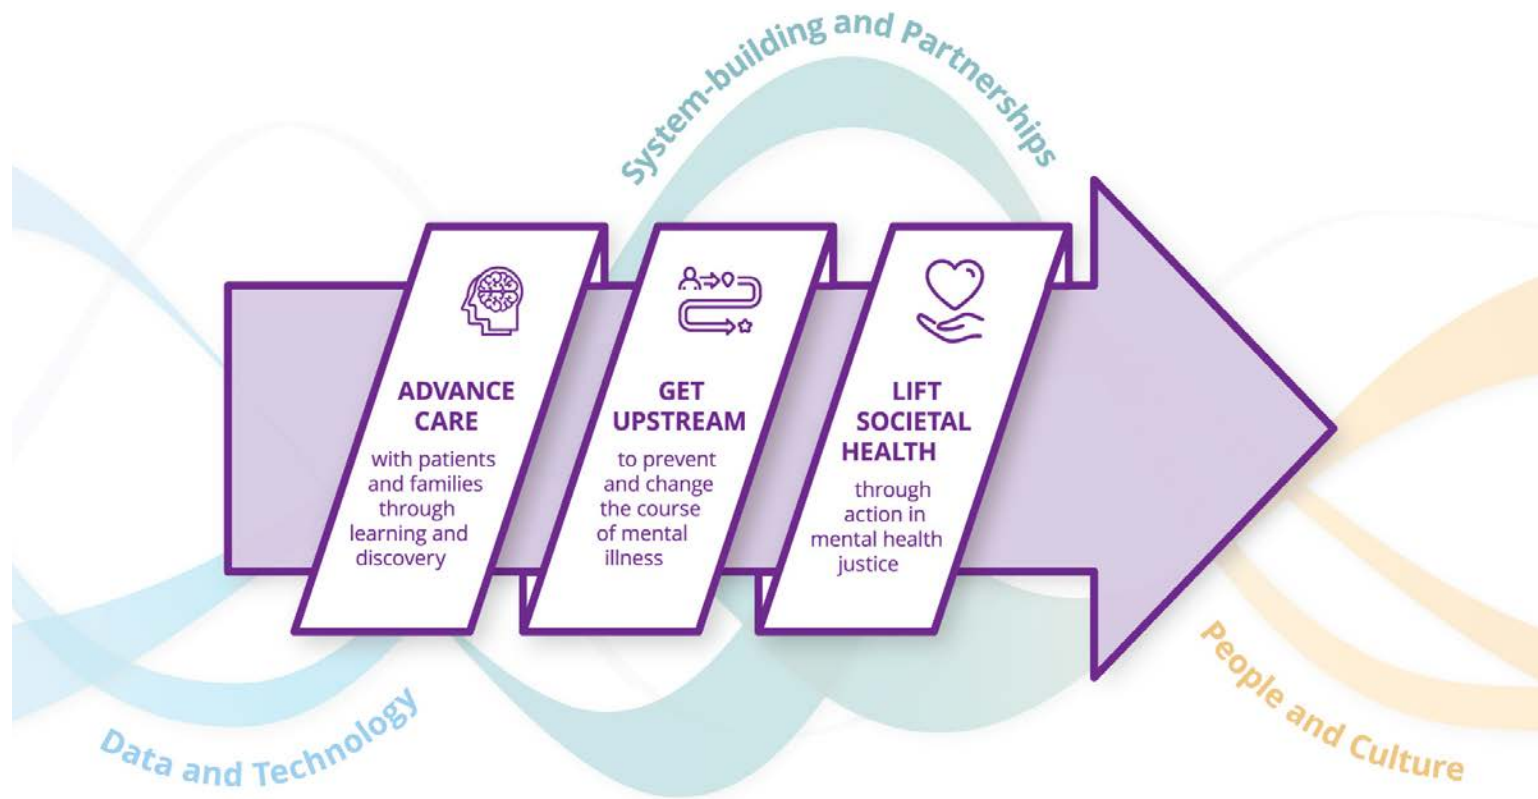 System-building and Partnerships
ADVANCE
CARE
with patients
and families
through
learning and
discovery
GET
UPSTREAM
to prevent
and change
the course
of mental
illness
LIFT
SOCIETAL
HEALTH
through
action in
mental health
justice
Data and Technology
People and Culture